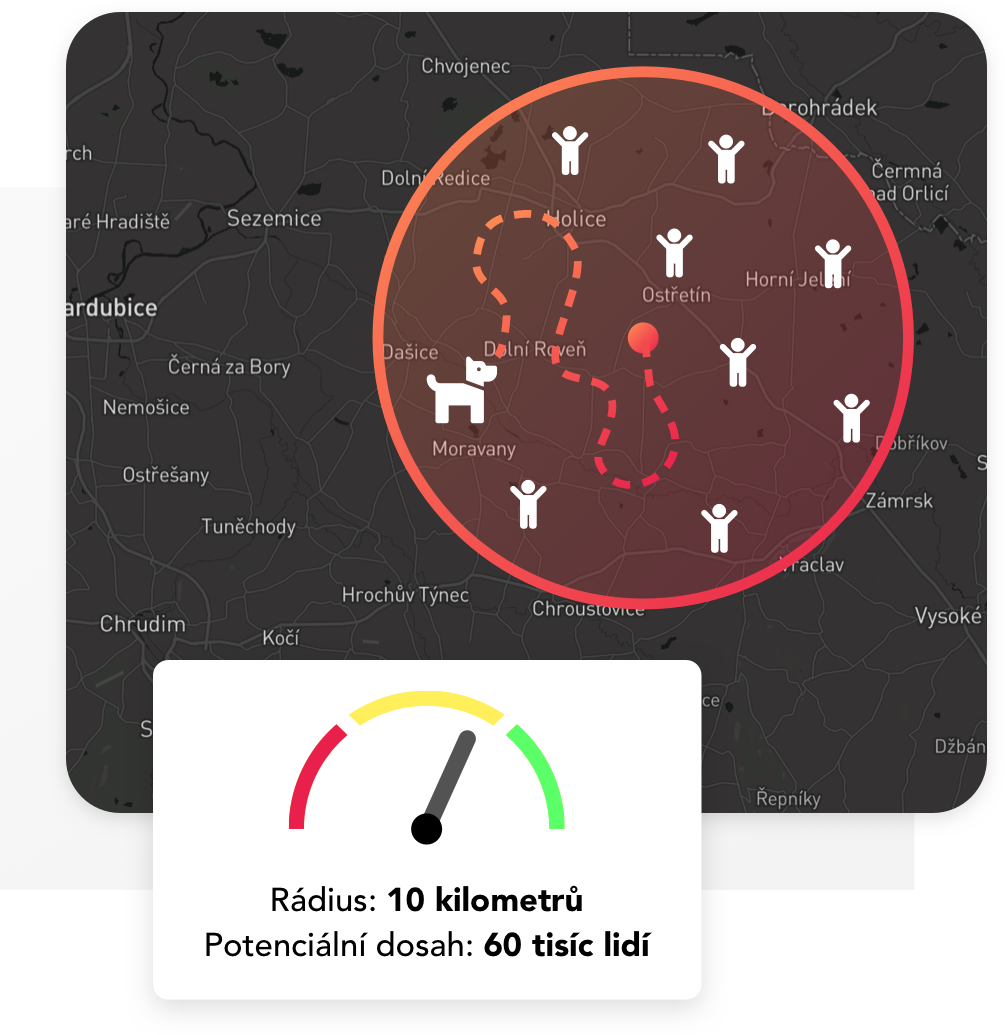 Chvojenec
Borohrádek
rch
Dolní Ředice
Čermná
nad Orlicí
aré Hradiště
Sezemice
Holice
Horní Jelení
Ostřetín
ardubice
Dašice
Dolní Roveň
Černá za Bory
Nemošice
Moravany
Dobříkov
Ostřešany
S
Zámrsk
Tuněchody
Vraclav
Hrochův Týnec
Chroustovice
Vysoké
Chrudim
Kočí
ce
S
Džbán
Řepníky
Rádius: 10 kilometrů
Potenciální dosah: 60 tisíc lidí